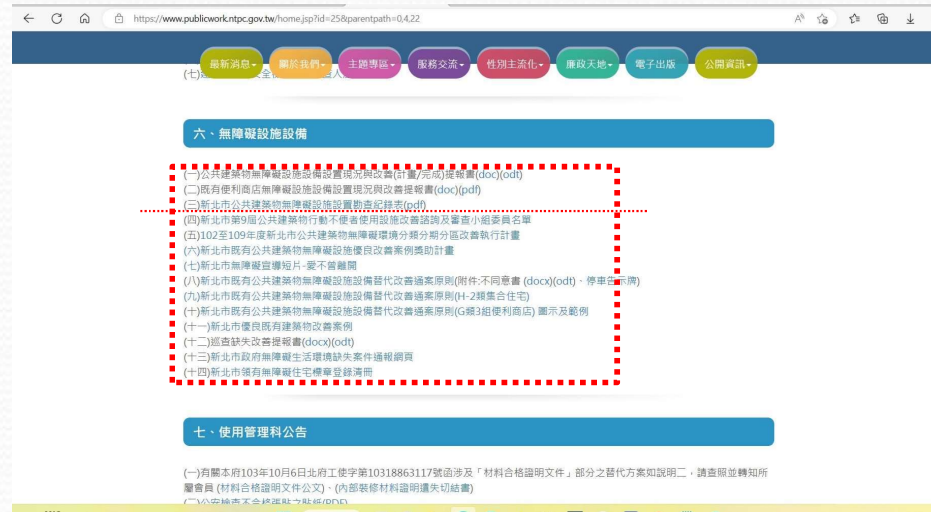 https://www.publicwork.ntpc.gov.tw/home.jsp?id=25&parentpath=0,4,22
最新消息 關於我們 主題專區 服務交流 性別主流化 廉政天地 電子出版 公開資訊
(七)
六、無障礙設施設備
(一)公共建築物無障礙設施設備設置現況與改善(計畫/完成)提報書(doc)(odt)
(二)既有便利商店無障礙設施設備設置現況與改善提報書(doc)(pdf)
(三)新北市公共建築物無障礙設施設置勘查紀錄表(pdf)
(四)新北市第9屆公共建築物行動不便者使用設施改善諮詢及審查小組委員名單
(五)102至109年度新北市公共建築物無障礙環境分類分期分區改善執行計畫
(六)新北市既有公共建築物無障礙設施優良改善案例獎助計畫
(七)新北市無障礙宣導短片-愛不曾離開
(八)新北市既有公共建築物無障礙設施設備替代改善通案原則(附件:不同意書 (docx)(odt)、停車告示牌)
(九)新北市既有公共建築物無障礙設施設備替代改善通案原則(H-2類集合住宅)
(十)新北市既有公共建築物無障礙設施設備替代改善通案原則(G類3組便利商店) 圖示及範例
(十一)新北市優良既有建築物改善案例
(十二)巡查缺失改善提報書(docx)(odt)
(十三)新北市政府無障礙生活環境缺失案件通報網頁
(十四)新北市領有無障礙住宅標章登錄清冊
七、使用管理科公告
(一)有關本府103年10月6日北府工使字第10318863117號函涉及「材料合格證明文件」部分之替代方案如說明二，請查照並轉知所
屬會員 (材料合格證明文件公文)、(內部裝修材料證明遺失切結書)
(二)公安檢查不合格張貼之貼紙(PDF)